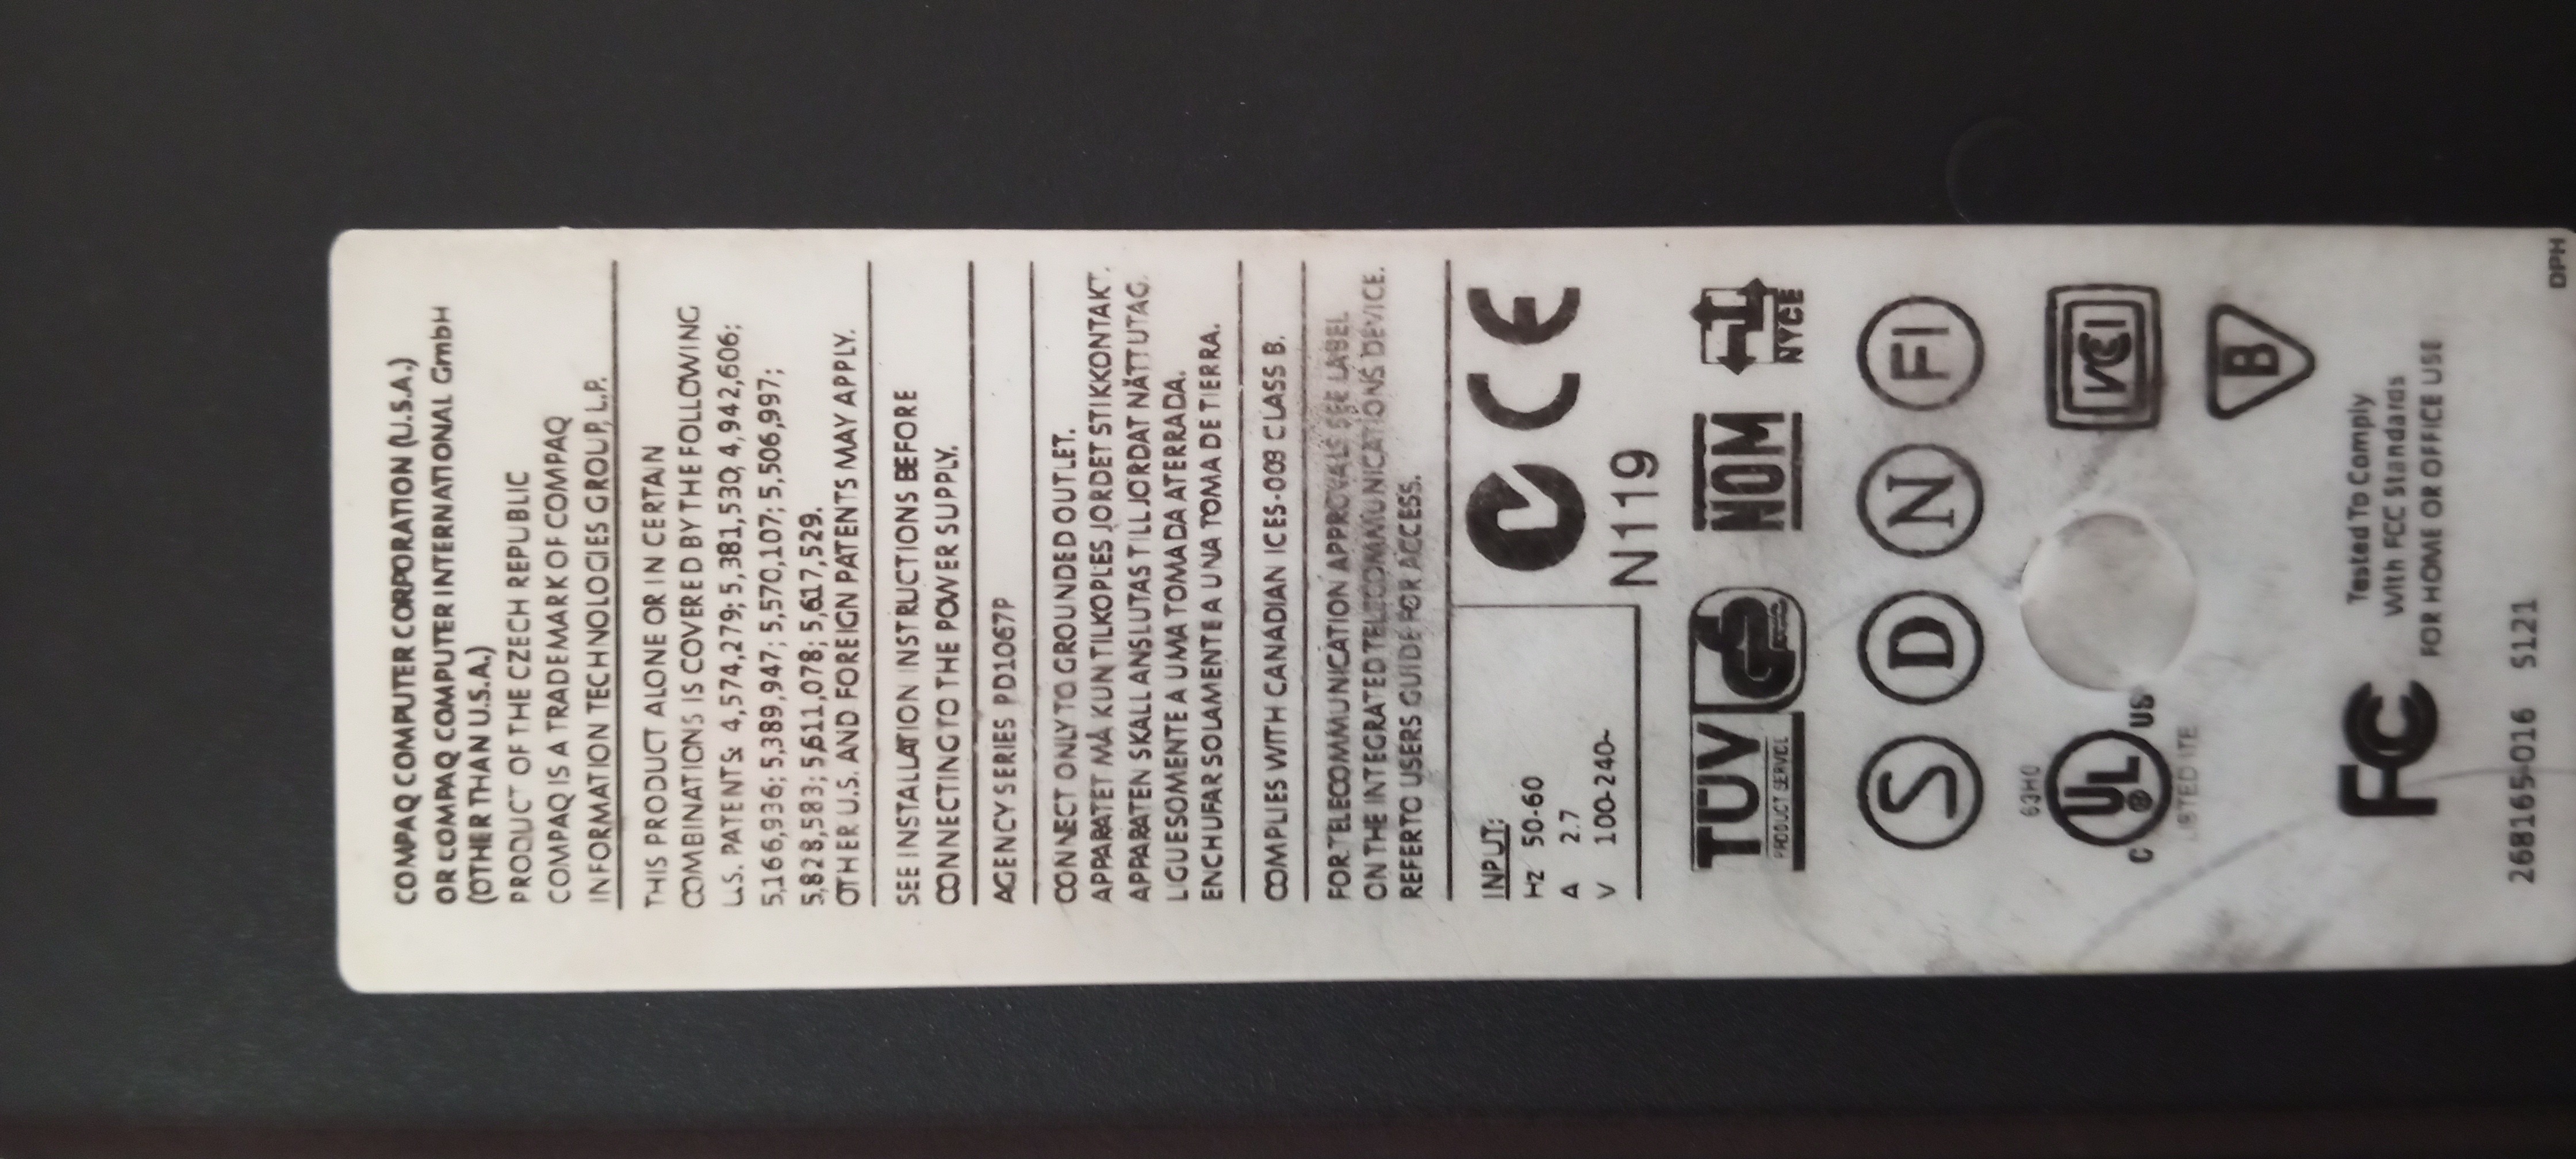 COMPAQ COMPUTER CORPORATION (U.S.A.)
OR COMPAQ COMPUTER INTERNATIONAL GmbH
(OTHER THAN U.S.A.)
PRODUCT OF THE CZECH REPUBLIC
COMPAQ IS A TRADEMARK OF COMPAQ
INFORMATION TECHNOLOGIES GROUP, L.P.
THIS PRODUCT ALONE OR IN CERTAIN
COMBINATIONS IS COVERED BY THE FOLLOWING
U.S. PATENTS: 4,574,279; 5,381,530, 4,942,606;
5,166,936; 5,389,947; 5,570,107; 5,506,997;
5,828,583; 5,611,078; 5,617,529.
OTHER U.S. AND FOREIGN PATENTS MAY APPLY.
SEE INSTALLATION INSTRUCTIONS BEFORE
CONNECTING TO THE POWER SUPPLY.
AGENCY SERIES PD1067P
CONNECT ONLY TO GROUNDED OUTLET.
APPARATET MÅ KUN TILKOPLES JORDET STIKKONTAKT.
APPARATEN SKALL ANSLUTAS TILL JORDAT NÄTTUTAG.
LIGUE SOMENTE A UMA TOMADA ATERRADA.
ENCHUFAR SOLAMENTE A UNA TOMA DE TIERRA.
COMPLIES WITH CANADIAN ICES-003 CLASS B.
FOR TELECOMMUNICATION APPROVALS SEE LABEL
ON THE INTEGRATED TELECOMMUNICATIONS DEVICE.
REFER TO USERS GUIDE FOR ACCESS.
INPUT:
Hz 50-60
A 2.7
V 100-240~
CE
N119
TUV GS NOM NYCE
PRODUCT SERVICE
S D N FI
63H0
C UL US VCI
LISTED ITE
B
FC Tested To Comply
With FCC Standards
FOR HOME OR OFFICE USE
268165-016 S121
DPH